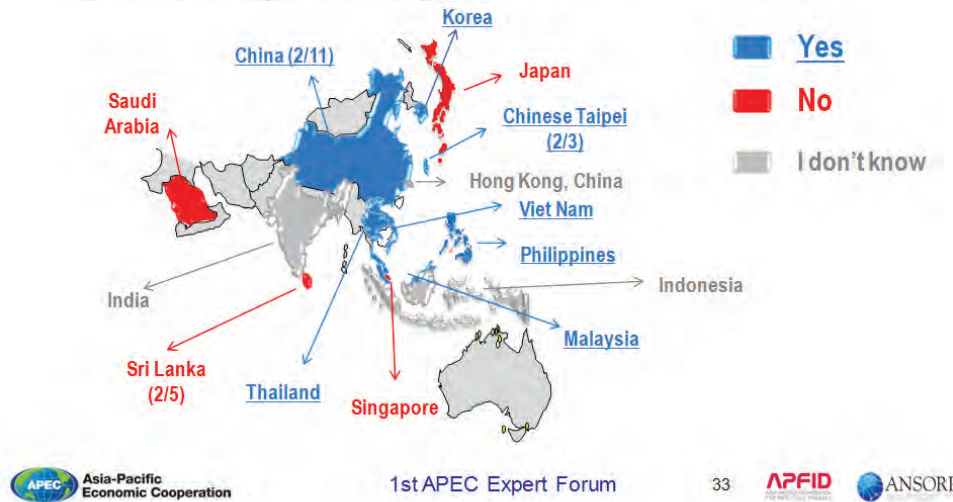 Korea
China (2/11)
Yes
Japan
Saudi
Arabia
No
Chinese Taipei
(2/3)
I don't know
Hong Kong, China
Viet Nam
Philippines
India
Indonesia
Malaysia
Sri Lanka
(2/5)
Thailand
Singapore
APEC
Asia-Pacific
Economic Cooperation
1st APEC Expert Forum
33
APFID
ANSORP